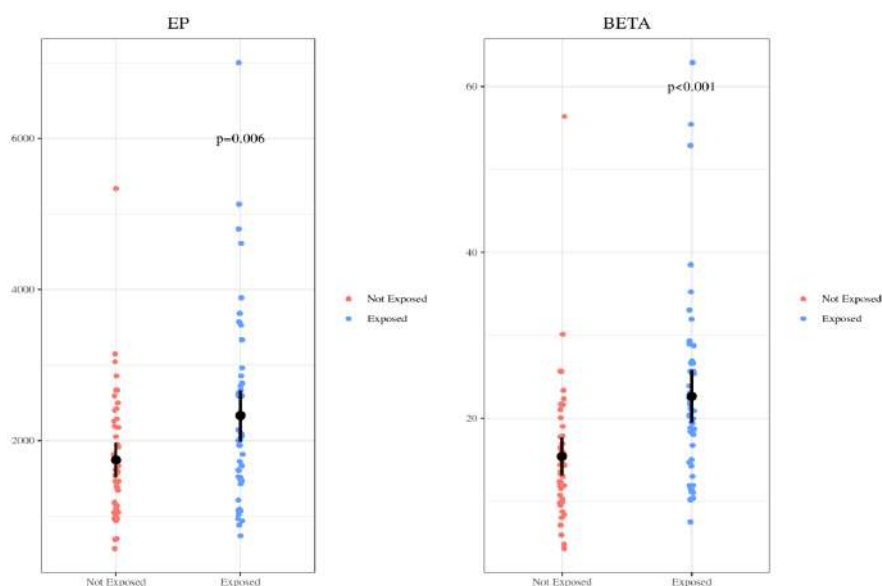 EP
6000
4000
2000
p=0.006
Not Exposed
Exposed
Not Exposed
Exposed
BETA
60
40
20
p<0.001
Not Exposed
Exposed
Not Exposed
Exposed